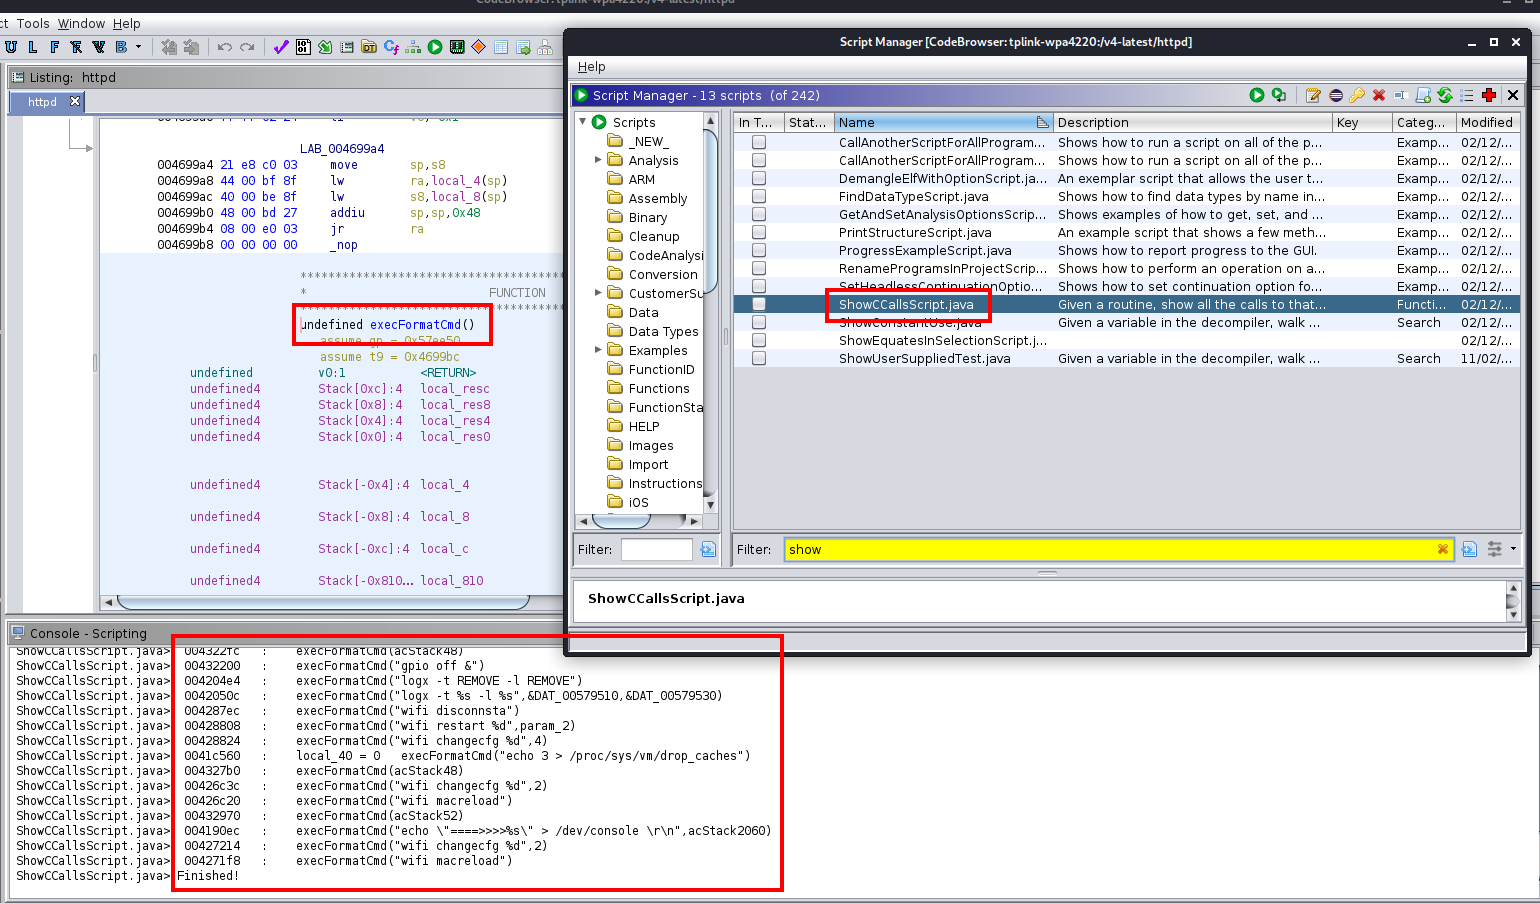 CodeBrowser: tplink-wpa4220:/v4-latest/httpd
ct Tools Window Help
U L F B
Listing: httpd
httpd
LAB_004699a4
004699a4 21 e8 c0 03 move sp,s8
004699a8 44 00 bf 8f lw ra,local_4(sp)
004699ac 40 00 be 8f lw s8,local_8(sp)
004699b0 48 00 bd 27 addiu sp,sp,0x48
004699b4 08 00 e0 03 jr ra
004699b8 00 00 00 00 _nop
* FUNCTION
undefined execFormatCmd()
assume gp = 0x57ee50
assume t9 = 0x4699bc
undefined v0:1 <RETURN>
undefined4 Stack[0xc]:4 local_resc
undefined4 Stack[0x8]:4 local_res8
undefined4 Stack[0x4]:4 local_res4
undefined4 Stack[0x0]:4 local_res0
undefined4 Stack[-0x4]:4 local_4
undefined4 Stack[-0x8]:4 local_8
undefined4 Stack[-0xc]:4 local_c
undefined4 Stack[-0x810... local_810
Script Manager [CodeBrowser: tplink-wpa4220:/v4-latest/httpd]
Help
Script Manager - 13 scripts (of 242)
Scripts
_NEW_
Analysis
ARM
Assembly
Binary
Cleanup
CodeAnalysi
Conversion
CustomerSu
Data
Data Types
Examples
FunctionID
Functions
FunctionSta
HELP
Images
Import
Instructions
iOS
Filter:
In T... Stat... Name Description Key Categ... Modified
CallAnotherScriptForAllProgram... Shows how to run a script on all of the p... Examp... 02/12/...
CallAnotherScriptForAllProgram... Shows how to run a script on all of the p... Examp... 02/12/...
DemangleElfWithOptionScript.ja... An exemplar script that allows the user t... Examp... 02/12/...
FindDataTypeScript.java Shows how to find data types by name in... Examp... 02/12/...
GetAndSetAnalysisOptionsScrip... Shows examples of how to get, set, and ... Examp... 02/12/...
PrintStructureScript.java An example script that shows a few meth... Examp... 02/12/...
ProgressExampleScript.java Shows how to report progress to the GUI. Examp... 02/12/...
RenameProgramsInProjectScrip... Shows how to perform an operation on a... Examp... 02/12/...
SetHeadlessContinuationOptio... Shows how to set continuation option fo... Examp... 02/12/...
ShowCCallsScript.java Given a routine, show all the calls to that... Functi... 02/12/...
ShowConstantUse.java Given a variable in the decompiler, walk ... Search 02/12/...
ShowEquatesInSelectionScript.j... 02/12/...
ShowUserSuppliedTest.java Given a variable in the decompiler, walk ... Search 11/02/...
Filter: show
ShowCCallsScript.java
Console - Scripting
ShowCCallsScript.java> 004322fc : execFormatCmd(acStack48)
ShowCCallsScript.java> 00432200 : execFormatCmd("gpio off &")
ShowCCallsScript.java> 004204e4 : execFormatCmd("logx -t REMOVE -l REMOVE")
ShowCCallsScript.java> 0042050c : execFormatCmd("logx -t %s -l %s",&DAT_00579510,&DAT_00579530)
ShowCCallsScript.java> 004287ec : execFormatCmd("wifi disconnsta")
ShowCCallsScript.java> 00428808 : execFormatCmd("wifi restart %d",param_2)
ShowCCallsScript.java> 00428824 : execFormatCmd("wifi changecfg %d",4)
ShowCCallsScript.java> 0041c560 : local_40 = 0 execFormatCmd("echo 3 > /proc/sys/vm/drop_caches")
ShowCCallsScript.java> 004327b0 : execFormatCmd(acStack48)
ShowCCallsScript.java> 00426c3c : execFormatCmd("wifi changecfg %d",2)
ShowCCallsScript.java> 00426c20 : execFormatCmd("wifi macreload")
ShowCCallsScript.java> 00432970 : execFormatCmd(acStack52)
ShowCCallsScript.java> 004190ec : execFormatCmd("echo \"====>>>>%s\" > /dev/console \r\n",acStack2060)
ShowCCallsScript.java> 00427214 : execFormatCmd("wifi changecfg %d",2)
ShowCCallsScript.java> 004271f8 : execFormatCmd("wifi macreload")
ShowCCallsScript.java> Finished!